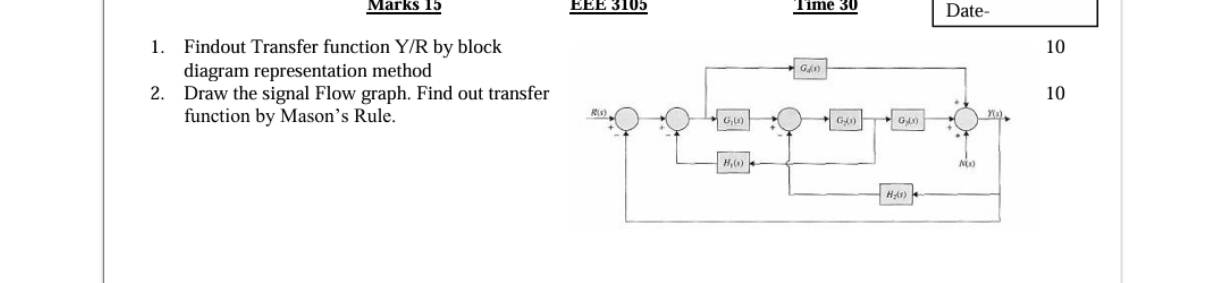 Marks 15 EEE 3105 Time 30 Date-
1. Findout Transfer function Y/R by block 10
diagram representation method
2. Draw the signal Flow graph. Find out transfer 10
function by Mason's Rule.
G₄(s)
R(s) + - + - G₁(s) + - G₂(s) G₃(s) + + + Y(s)
H₁(s) N(s)
H₂(s)